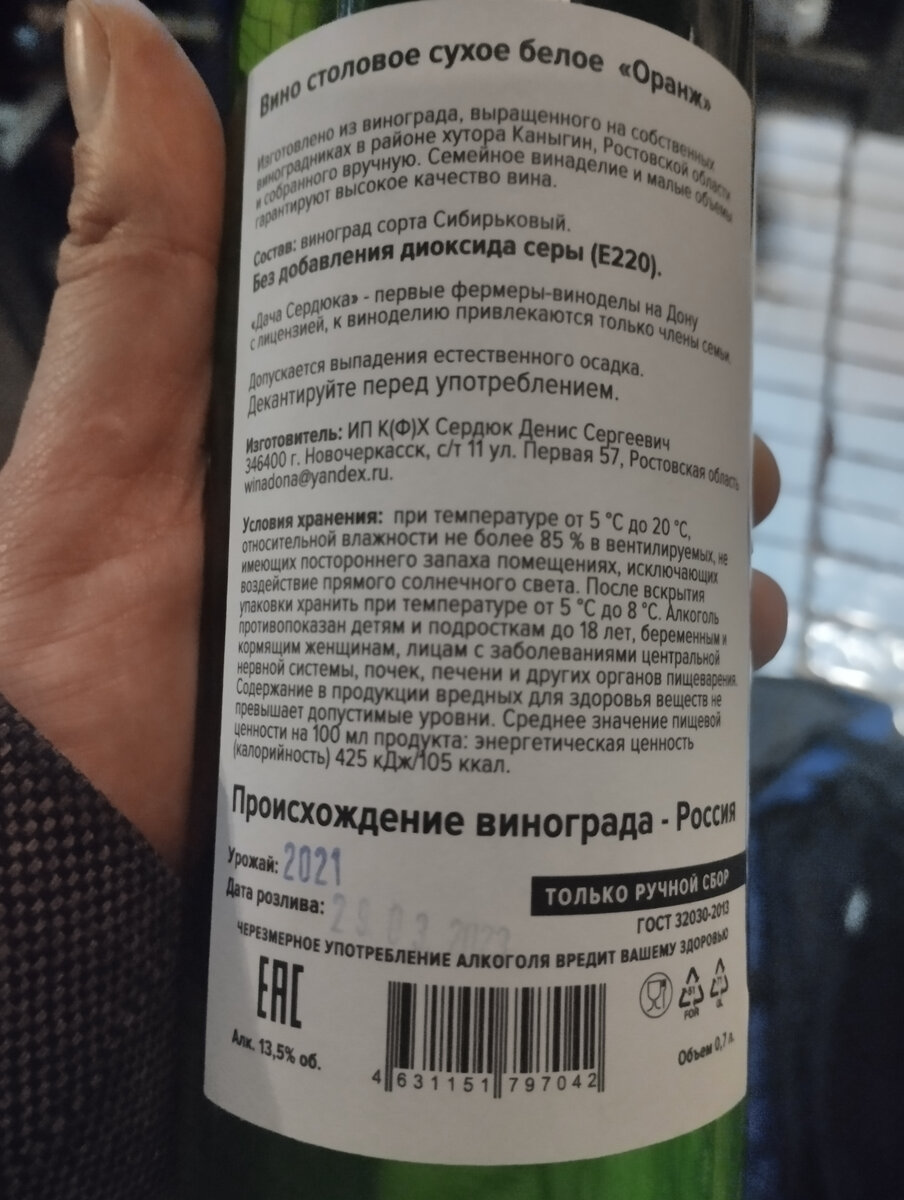 Вино столовое сухое белое «Оранж»
Изготовлено из винограда, выращенного на собственных
виноградниках в районе хутора Каныгин, Ростовской области
и собранного вручную. Семейное винаделие и малые объемы
гарантируют высокое качество вина.
Состав: виноград сорта Сибирьковый.
Без добавления диоксида серы (Е220).
«Дача Сердюка» - первые фермеры-виноделы на Дону
с лицензией, к виноделию привлекаются только члены семьи.
Допускается выпадения естественного осадка.
Декантируйте перед употреблением.
Изготовитель: ИП К(Ф)Х Сердюк Денис Сергеевич
346400 г. Новочеркасск, с/т 11 ул. Первая 57, Ростовская область
winadona@yandex.ru.
Условия хранения: при температуре от 5 °С до 20 °С,
относительной влажности не более 85 % в вентилируемых, не
имеющих постороннего запаха помещениях, исключающих
воздействие прямого солнечного света. После вскрытия
упаковки хранить при температуре от 5 °С до 8 °С. Алкоголь
противопоказан детям и подросткам до 18 лет, беременным и
кормящим женщинам, лицам с заболеваниями центральной
нервной системы, почек, печени и других органов пищеварения.
Содержание в продукции вредных для здоровья веществ не
превышает допустимые уровни. Среднее значение пищевой
ценности на 100 мл продукта: энергетическая ценность
(калорийность) 425 кДж/105 ккал.
Происхождение винограда - Россия
Урожай: 2021
ТОЛЬКО РУЧНОЙ СБОР
Дата розлива: 29.03.2023
ГОСТ 32030-2013
ЧЕРЕЗМЕРНОЕ УПОТРЕБЛЕНИЕ АЛКОГОЛЯ ВРЕДИТ ВАШЕМУ ЗДОРОВЬЮ
ЕАС
FOR
GL
Алк. 13,5% об.
Объем 0,7 л.
4 631151 797042